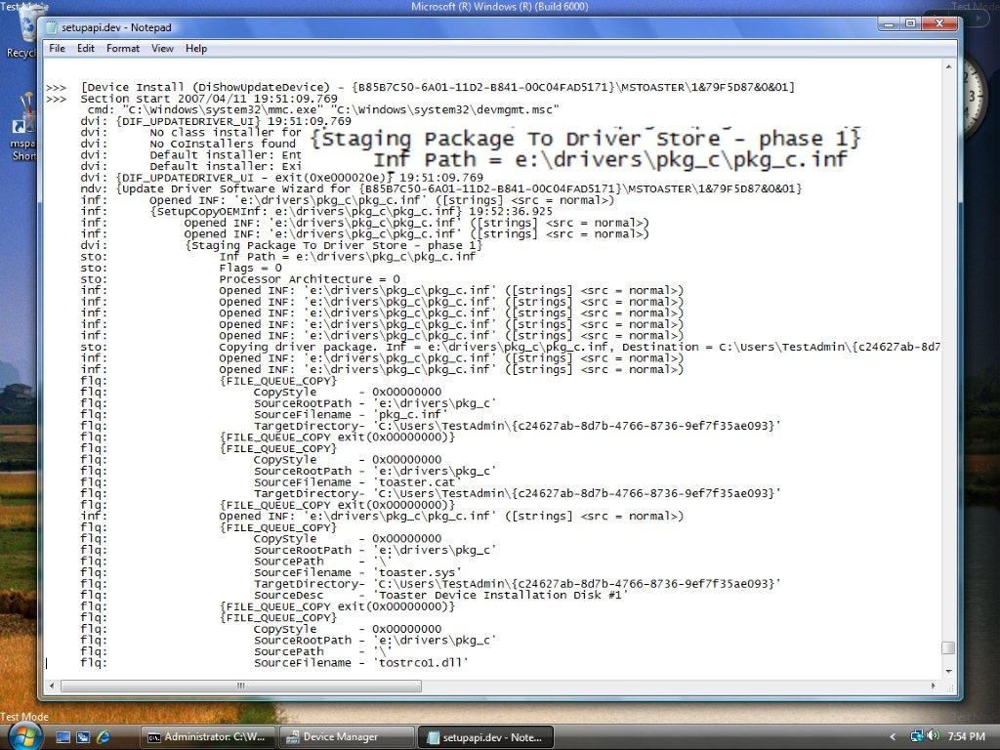 Test Mode
Microsoft (R) Windows (R) (Build 6000)
Test Mode
Recycl
mspa
Short
setupapi.dev - Notepad
File Edit Format View Help
>>> [Device Install (DiShowUpdateDevice) - {B85B7C50-6A01-11D2-B841-00C04FAD5171}\MSTOASTER\1&79F5D87&0&01]
>>> Section start 2007/04/11 19:51:09.769
cmd: "C:\Windows\system32\mmc.exe" "C:\Windows\system32\devmgmt.msc"
dvi: {DIF_UPDATEDRIVER_UI} 19:51:09.769
dvi: No class installer for
dvi: No CoInstallers found
dvi: Default installer: Ent
dvi: Default installer: Exi
{Staging Package To Driver Store - phase 1}
Inf Path = e:\drivers\pkg_c\pkg_c.inf
dvi: {DIF_UPDATEDRIVER_UI - exit(0xe000020e)} 19:51:09.769
ndv: {Update Driver Software Wizard for {B85B7C50-6A01-11D2-B841-00C04FAD5171}\MSTOASTER\1&79F5D87&0&01}
inf: Opened INF: 'e:\drivers\pkg_c\pkg_c.inf' ([strings] <src = normal>)
inf: {SetupCopyOEMInf: e:\drivers\pkg_c\pkg_c.inf} 19:52:36.925
inf: Opened INF: 'e:\drivers\pkg_c\pkg_c.inf' ([strings] <src = normal>)
inf: Opened INF: 'e:\drivers\pkg_c\pkg_c.inf' ([strings] <src = normal>)
dvi: {Staging Package To Driver Store - phase 1}
sto: Inf Path = e:\drivers\pkg_c\pkg_c.inf
sto: Flags = 0
sto: Processor Architecture = 0
inf: Opened INF: 'e:\drivers\pkg_c\pkg_c.inf' ([strings] <src = normal>)
inf: Opened INF: 'e:\drivers\pkg_c\pkg_c.inf' ([strings] <src = normal>)
inf: Opened INF: 'e:\drivers\pkg_c\pkg_c.inf' ([strings] <src = normal>)
inf: Opened INF: 'e:\drivers\pkg_c\pkg_c.inf' ([strings] <src = normal>)
inf: Opened INF: 'e:\drivers\pkg_c\pkg_c.inf' ([strings] <src = normal>)
sto: Copying driver package. Inf = e:\drivers\pkg_c\pkg_c.inf, Destination = C:\Users\TestAdmin\{c24627ab-8d7
inf: Opened INF: 'e:\drivers\pkg_c\pkg_c.inf' ([strings] <src = normal>)
inf: Opened INF: 'e:\drivers\pkg_c\pkg_c.inf' ([strings] <src = normal>)
flq: {FILE_QUEUE_COPY}
flq: CopyStyle - 0x00000000
flq: SourceRootPath - 'e:\drivers\pkg_c'
flq: SourceFilename - 'pkg_c.inf'
flq: TargetDirectory- 'C:\Users\TestAdmin\{c24627ab-8d7b-4766-8736-9ef7f35ae093}'
flq: {FILE_QUEUE_COPY exit(0x00000000)}
flq: {FILE_QUEUE_COPY}
flq: CopyStyle - 0x00000000
flq: SourceRootPath - 'e:\drivers\pkg_c'
flq: SourceFilename - 'toaster.cat'
flq: TargetDirectory- 'C:\Users\TestAdmin\{c24627ab-8d7b-4766-8736-9ef7f35ae093}'
flq: {FILE_QUEUE_COPY exit(0x00000000)}
inf: Opened INF: 'e:\drivers\pkg_c\pkg_c.inf' ([strings] <src = normal>)
flq: {FILE_QUEUE_COPY}
flq: CopyStyle - 0x00000000
flq: SourceRootPath - 'e:\drivers\pkg_c'
flq: SourcePath - '\'
flq: SourceFilename - 'toaster.sys'
flq: TargetDirectory- 'C:\Users\TestAdmin\{c24627ab-8d7b-4766-8736-9ef7f35ae093}'
flq: SourceDesc - 'Toaster Device Installation Disk #1'
flq: {FILE_QUEUE_COPY exit(0x00000000)}
flq: {FILE_QUEUE_COPY}
flq: CopyStyle - 0x00000000
flq: SourceRootPath - 'e:\drivers\pkg_c'
flq: SourcePath - '\'
flq: SourceFilename - 'tostrco1.dll'
Test Mode
Administrator: C:\W...
Device Manager
setupapi.dev - Note...
7:54 PM